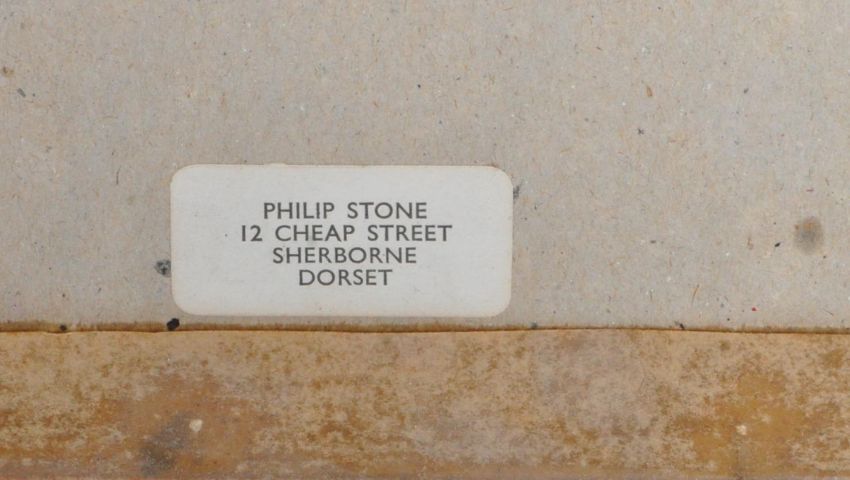 PHILIP STONE
12 CHEAP STREET
SHERBORNE
DORSET